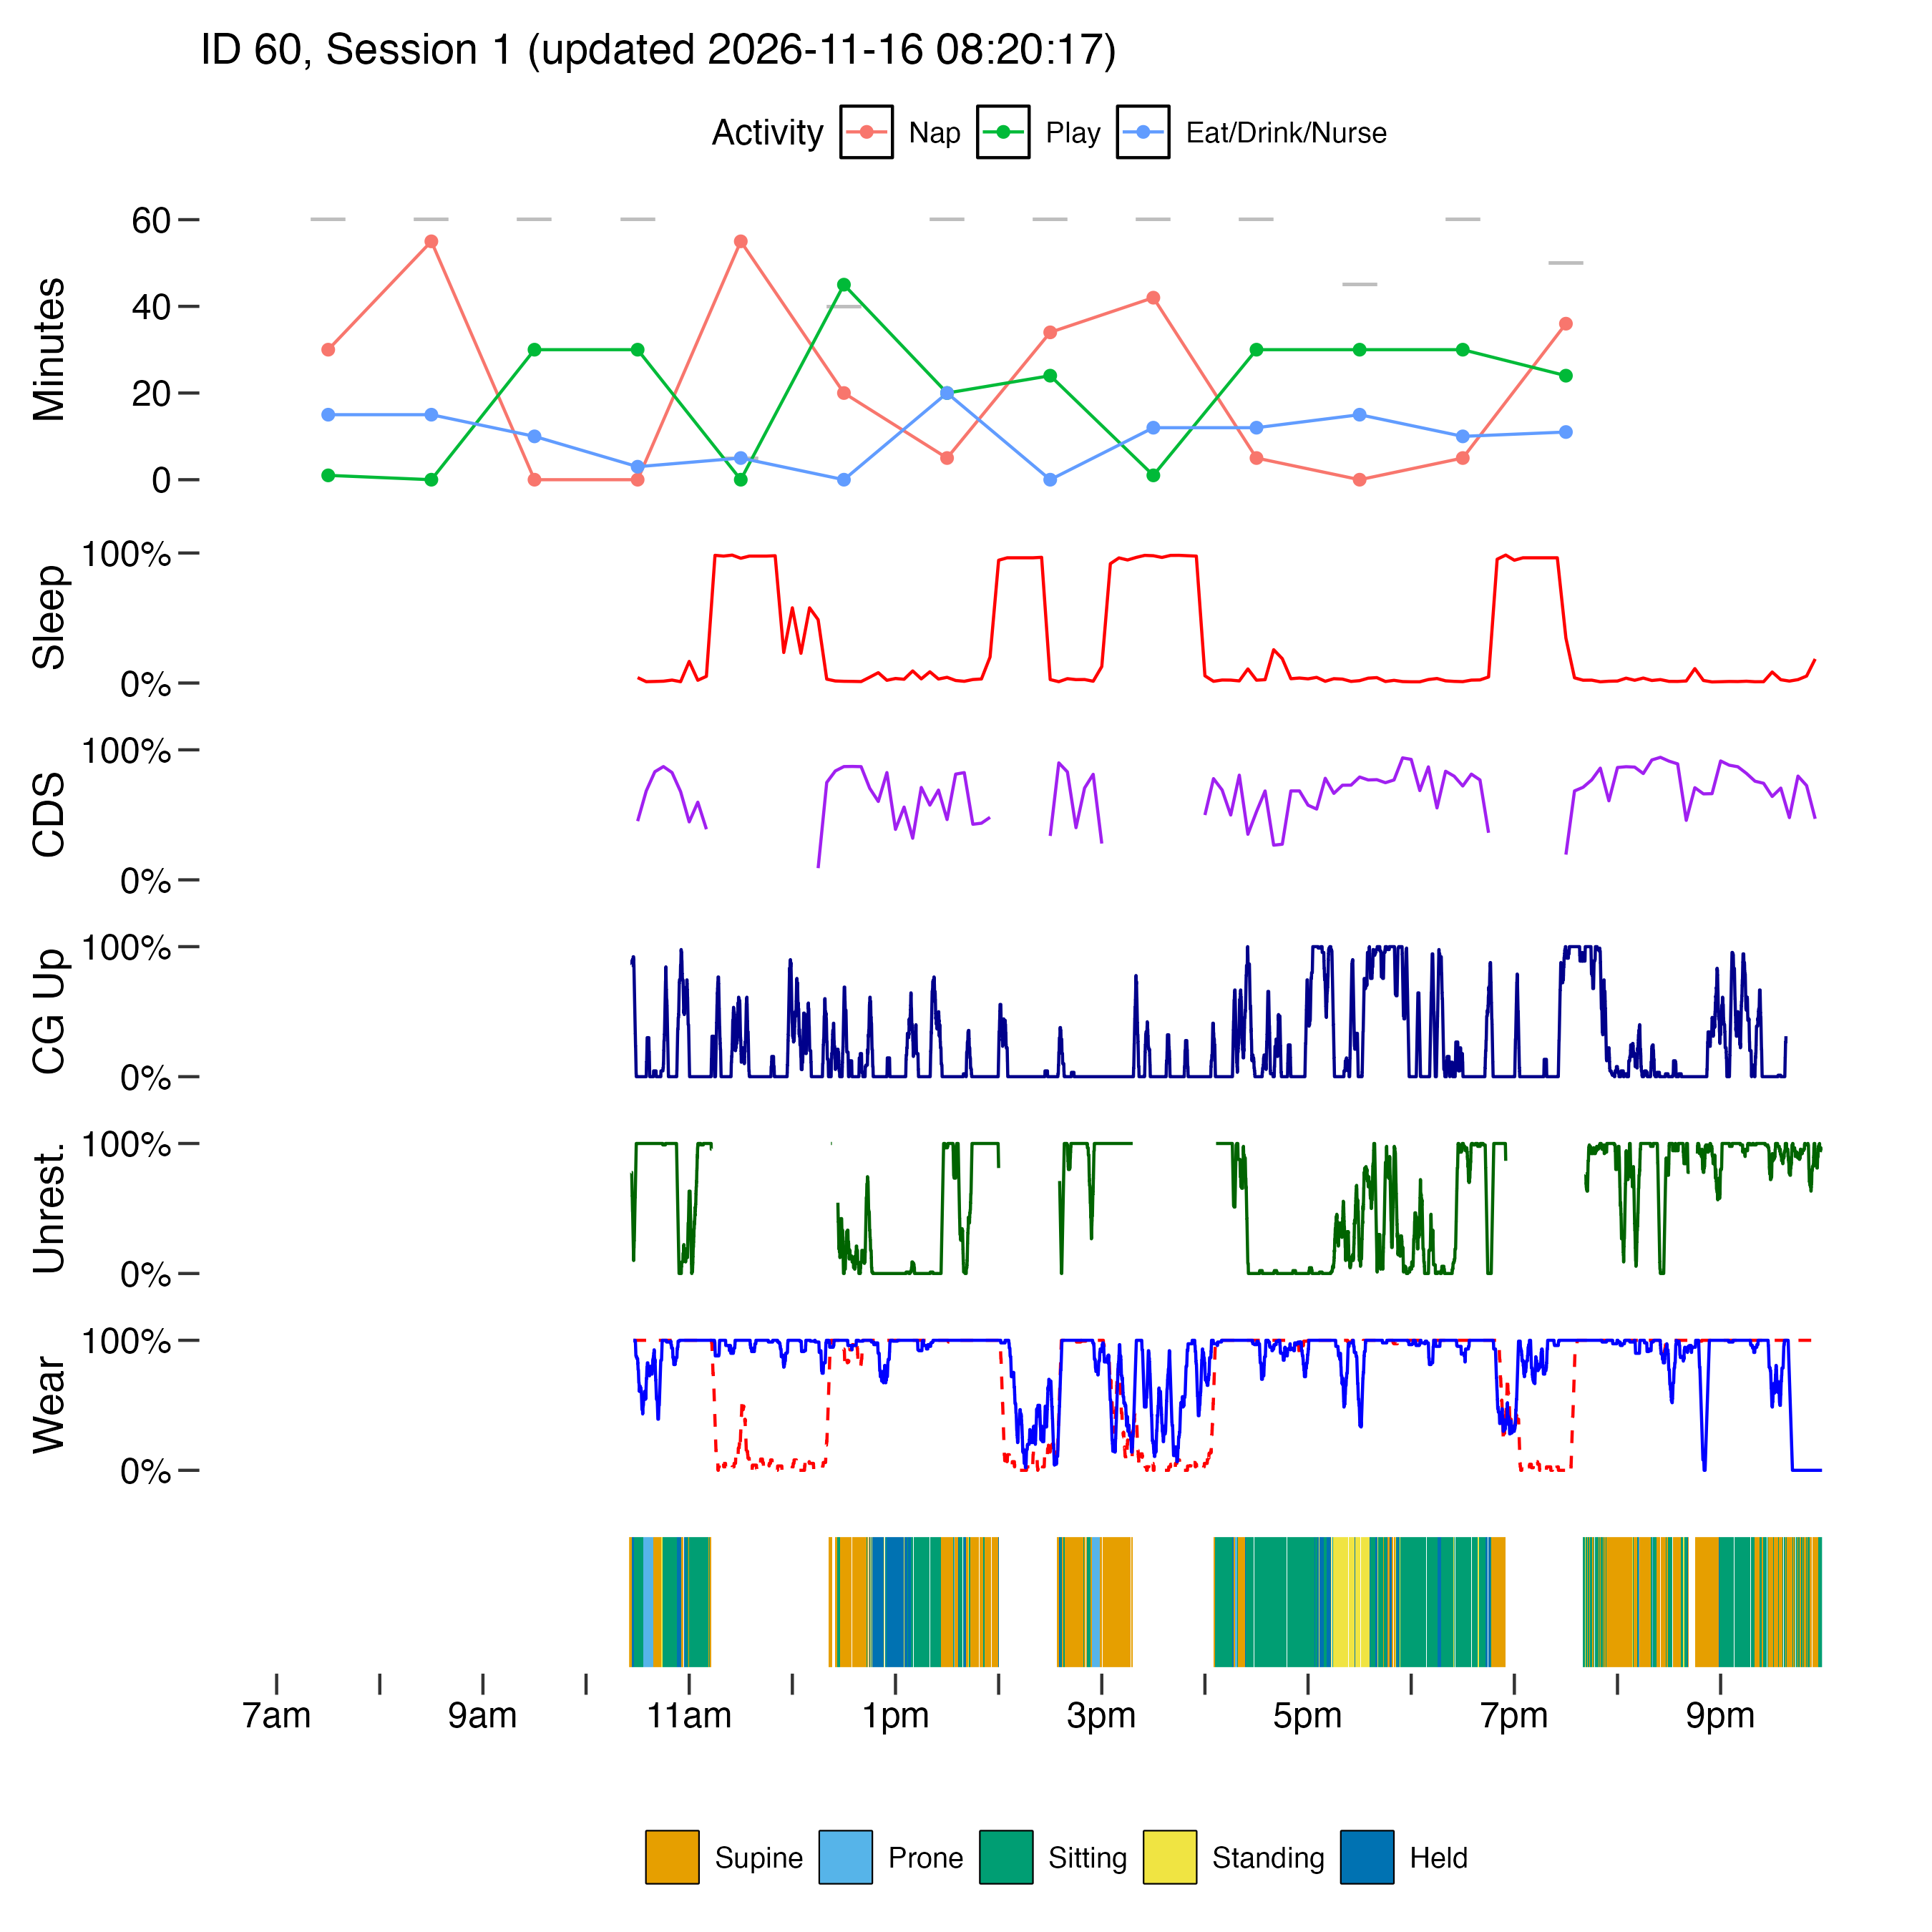 ID 60, Session 1 (updated 2026-11-16 08:20:17)
Activity Nap Play Eat/Drink/Nurse
Minutes
60
40
20
0
Sleep
100%
0%
CDS
100%
0%
CG Up
100%
0%
Unrest.
100%
0%
Wear
100%
0%
7am 9am 11am 1pm 3pm 5pm 7pm 9pm
Supine Prone Sitting Standing Held